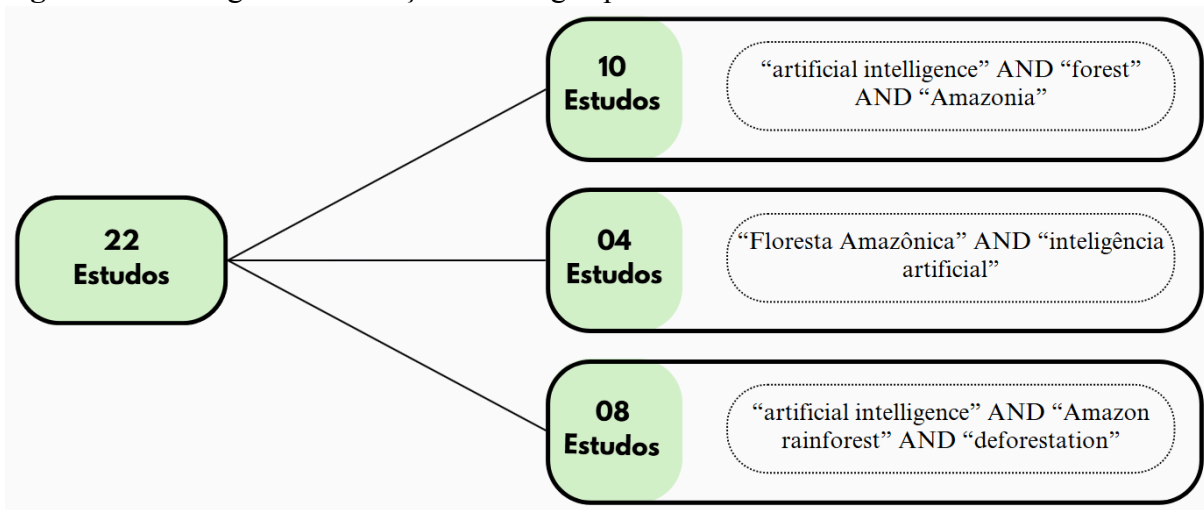 22
Estudos
10
Estudos
“artificial intelligence” AND “forest”
AND “Amazonia”
04
Estudos
“Floresta Amazônica” AND “inteligência
artificial”
08
Estudos
“artificial intelligence” AND “Amazon
rainforest” AND “deforestation”